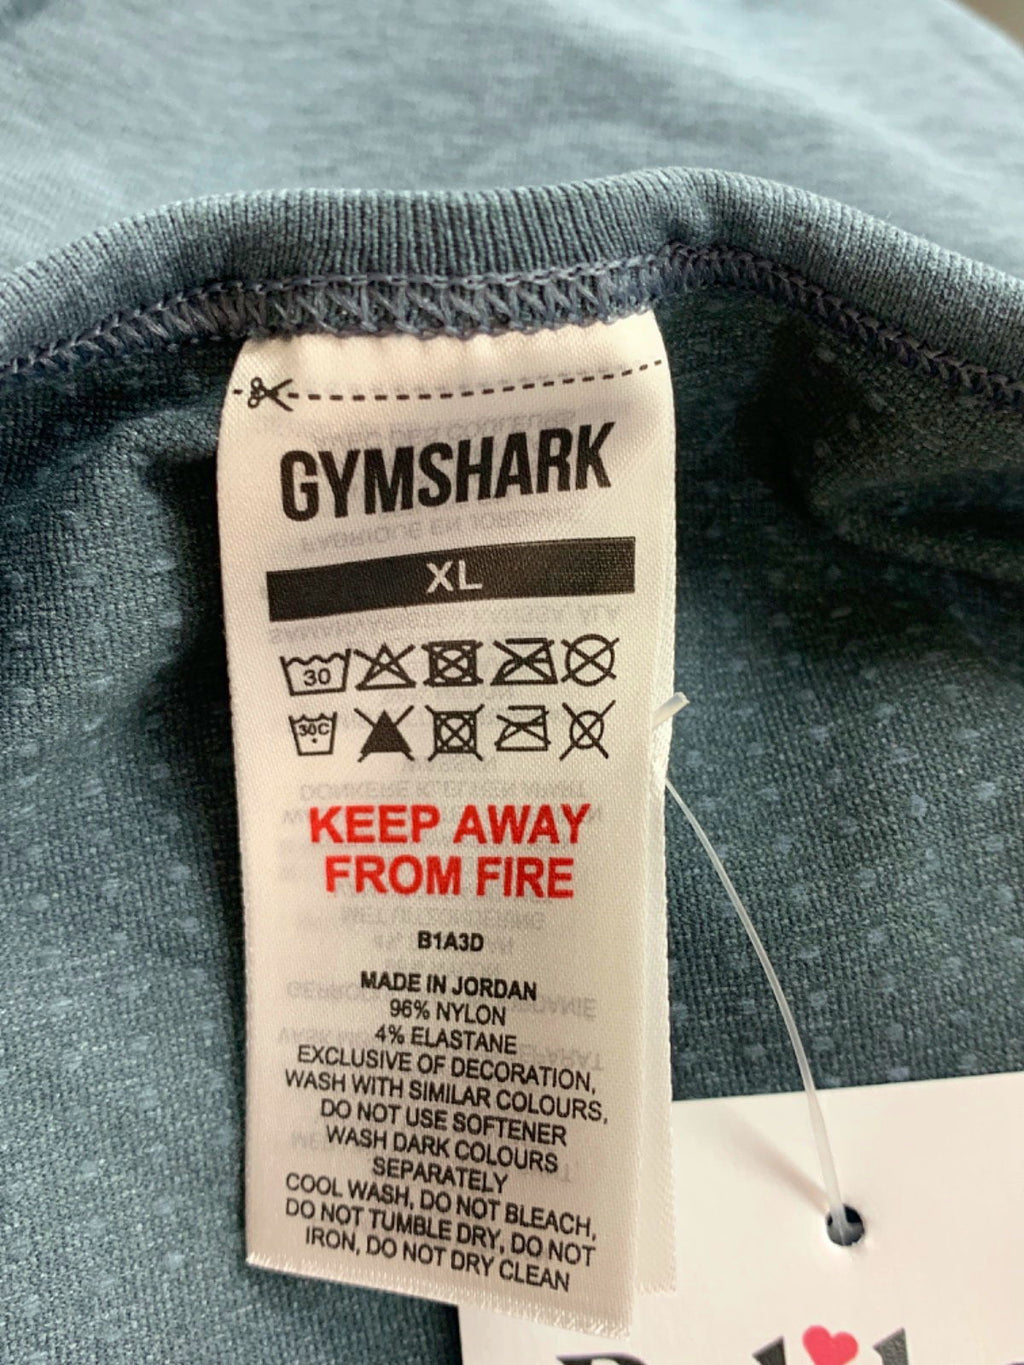 GYMSHARK
XL
30
30C
KEEP AWAY
FROM FIRE
B1A3D
MADE IN JORDAN
96% NYLON
4% ELASTANE
EXCLUSIVE OF DECORATION,
WASH WITH SIMILAR COLOURS,
DO NOT USE SOFTENER
WASH DARK COLOURS
SEPARATELY
COOL WASH, DO NOT BLEACH,
DO NOT TUMBLE DRY, DO NOT
IRON, DO NOT DRY CLEAN